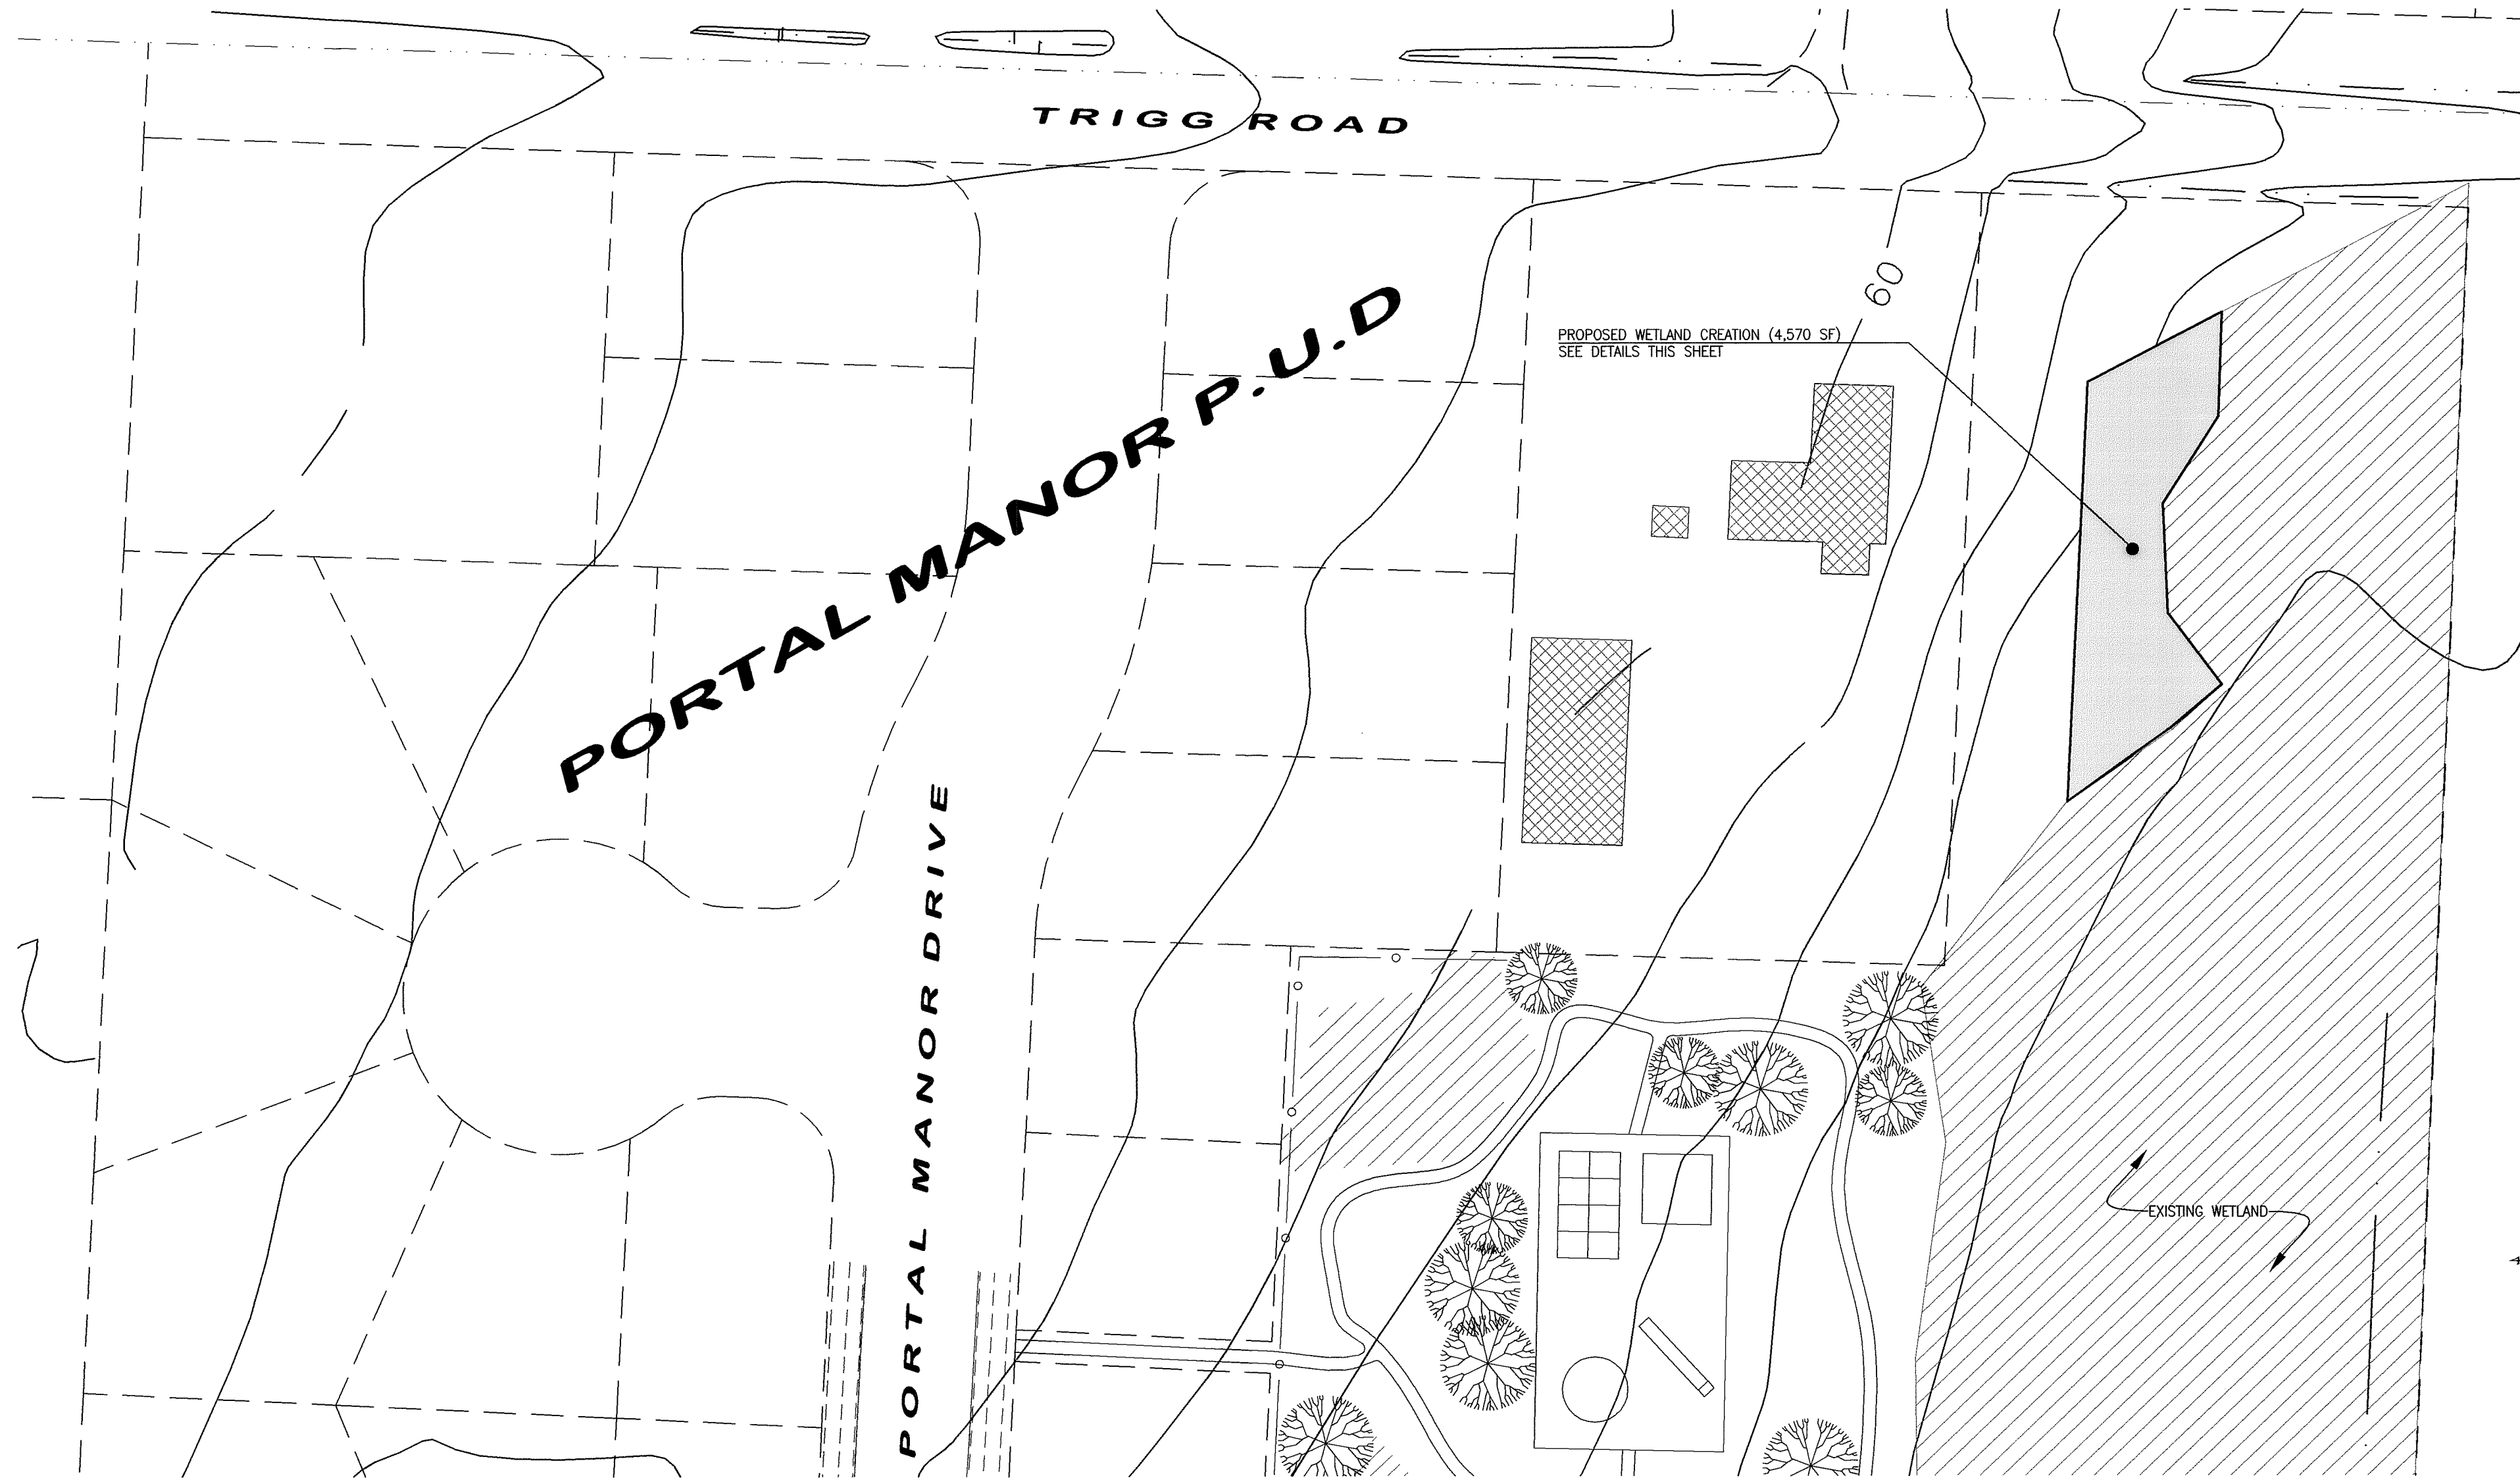 TRIGG ROAD
60
PROPOSED WETLAND CREATION (4,570 SF)
SEE DETAILS THIS SHEET
PORTAL MANOR P.U.D
PORTAL MANOR DRIVE
EXISTING WETLAND